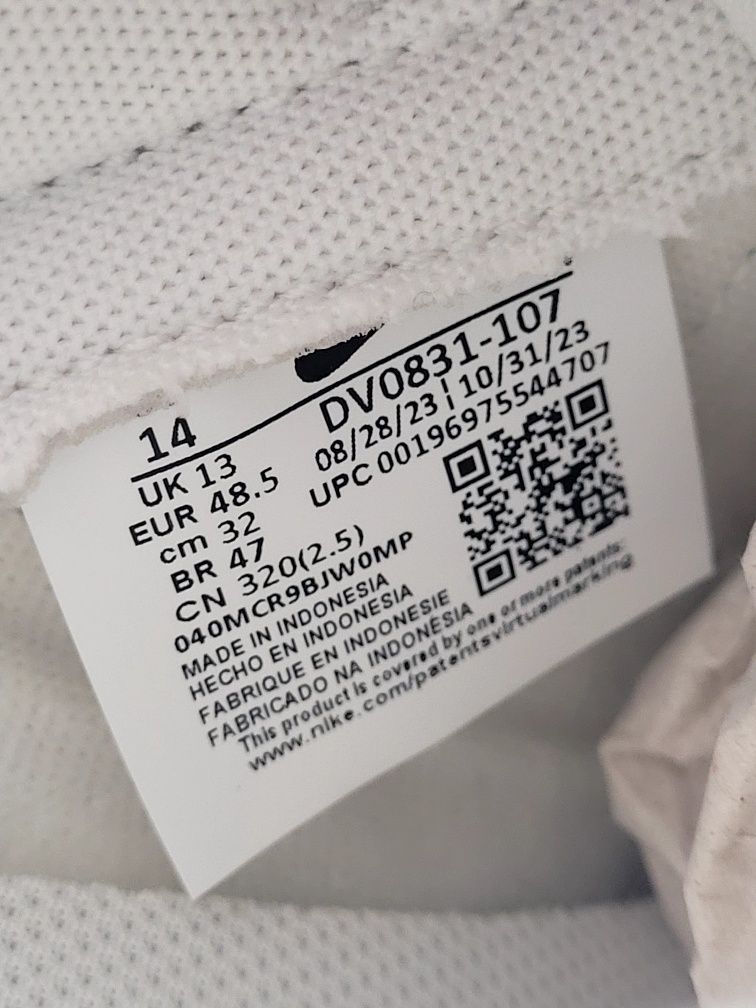 14
UK 13
EUR 48.5
cm 32
BR 47
CN 320(2.5)
DV0831-107
08/28/23 | 10/31/23
UPC 00196975544707
040MCR9BJW0MP
MADE IN INDONESIA
HECHO EN INDONESIA
FABRIQUE EN INDONESIE
FABRICADO NA INDONÈSIA
This product is covered by one or more patents:
www.nike.com/patentsvirtualmarking